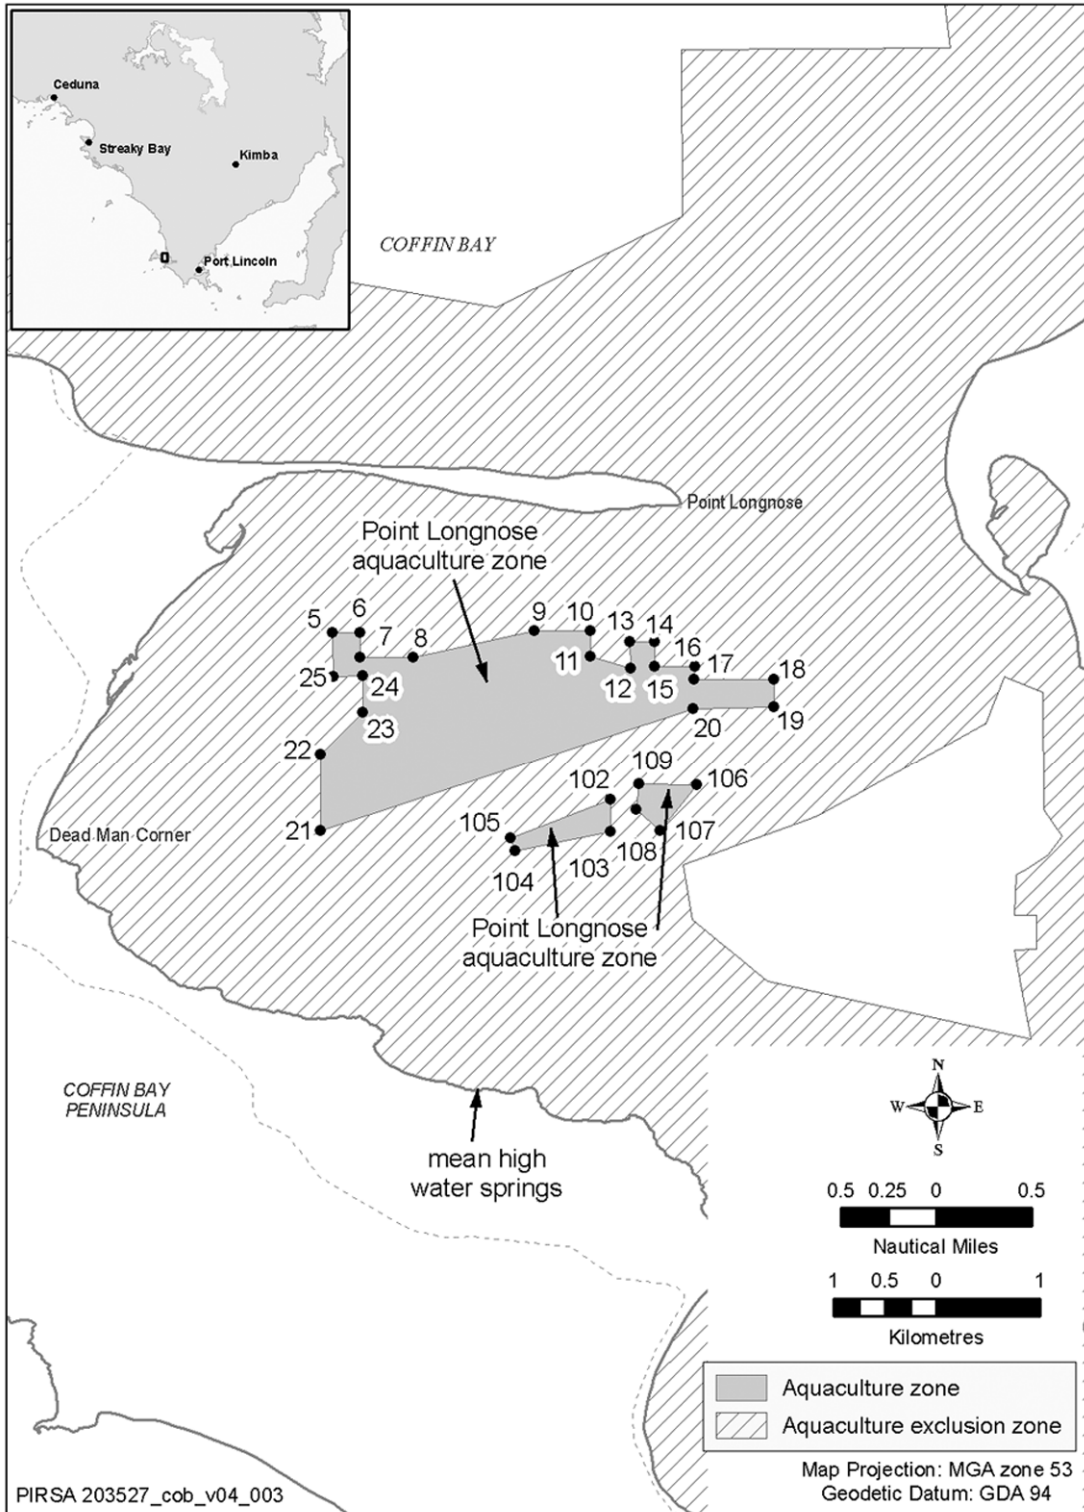 Ceduna
Streaky Bay
Kimba
Port Lincoln
COFFIN BAY
Point Longnose
Point Longnose
aquaculture zone
5
6
7
8
9
10
11
12
13
14
15
16
17
18
19
20
21
22
23
24
25
102
103
104
105
106
107
108
109
Dead Man Corner
Point Longnose
aquaculture zone
COFFIN BAY
PENINSULA
mean high
water springs
N
W
E
S
0.5 0.25 0 0.5
Nautical Miles
1 0.5 0 1
Kilometres
Aquaculture zone
Aquaculture exclusion zone
Map Projection: MGA zone 53
Geodetic Datum: GDA 94
PIRSA 203527_cob_v04_003